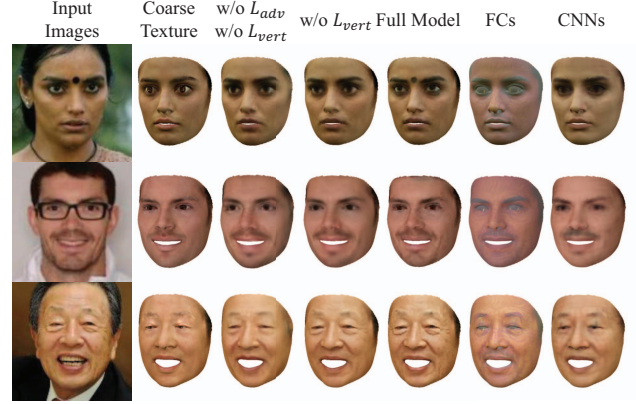 Input Images
Coarse Texture
w/o L_adv w/o L_vert
w/o L_vert
Full Model
FCs
CNNs